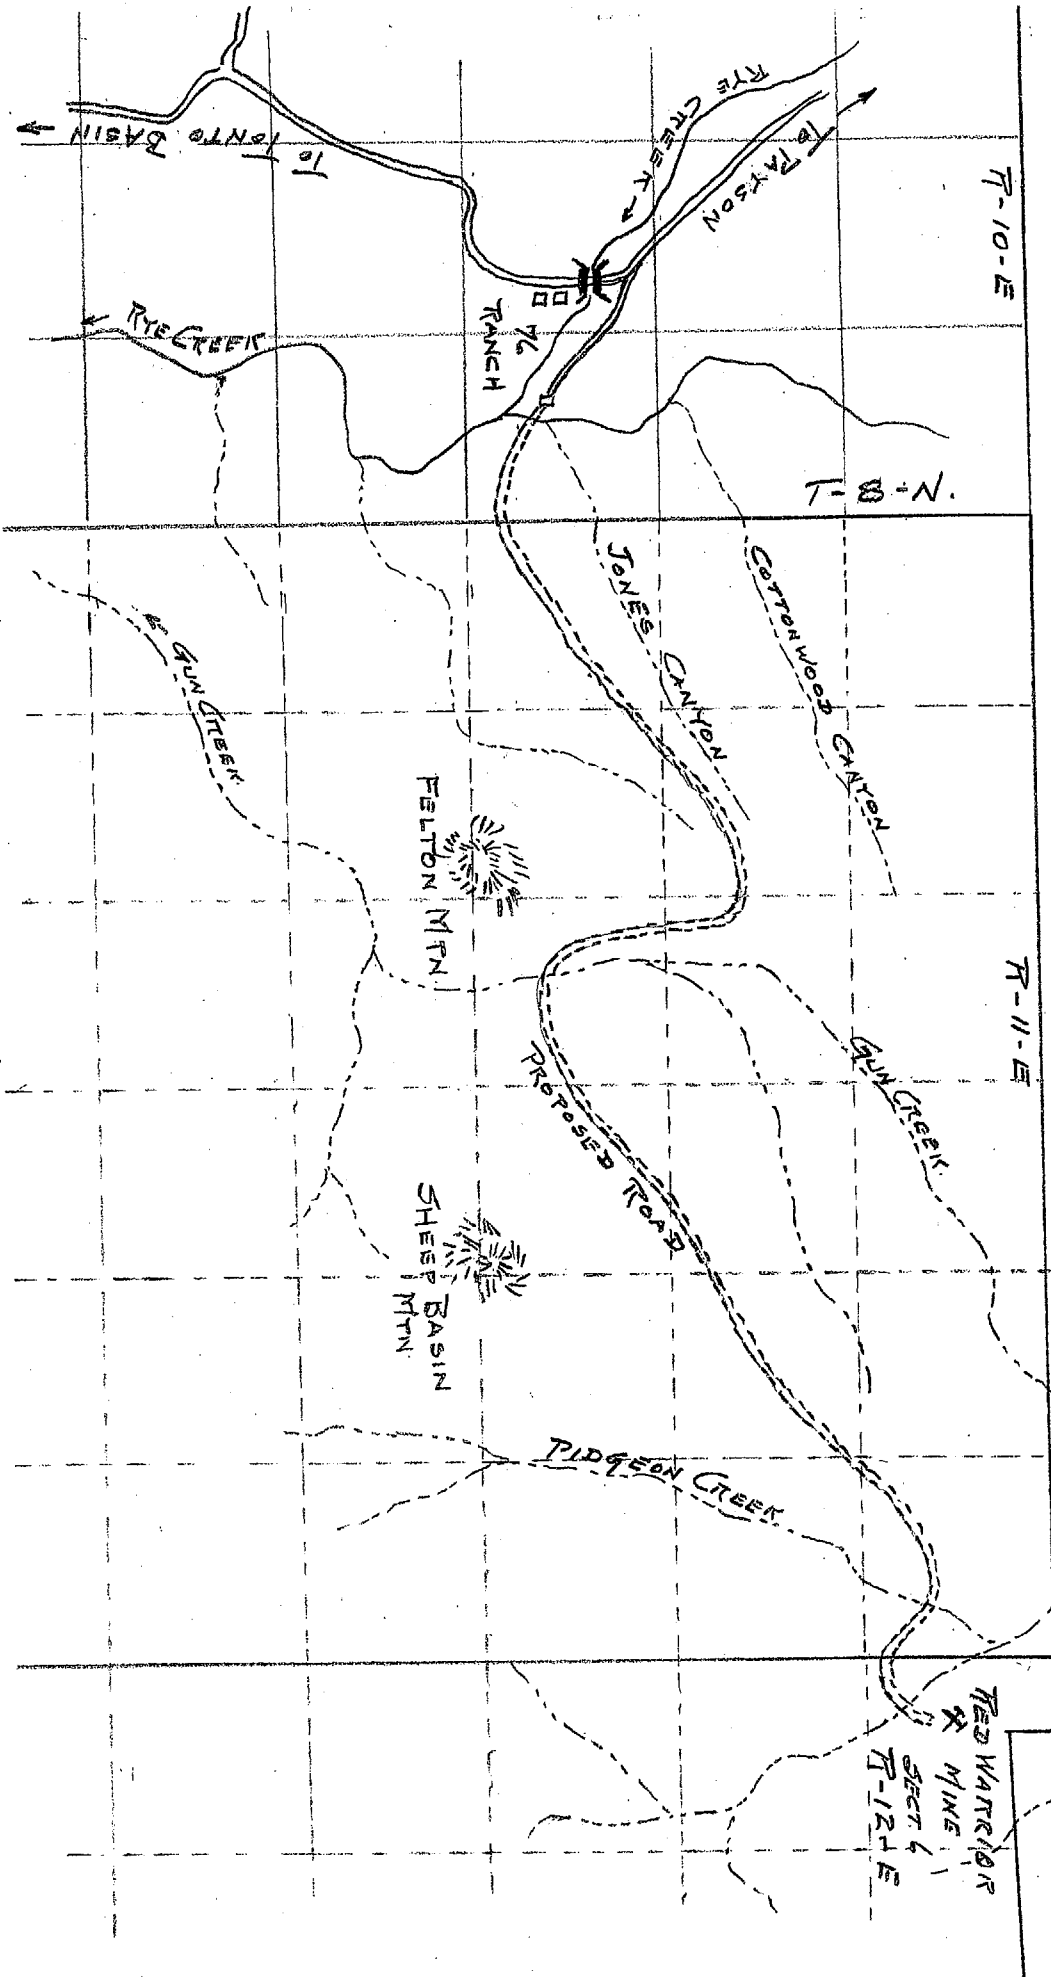 R-10-E
RYE CREEK
To PAYSON
To TONTO BASIN
RYE CREEK
76
RANCH
T-8-N.
JONES CANYON
COTTONWOOD CANYON
GUN CREEK
FELTON MTN.
R-11-E
GUN CREEK
PROPOSED ROAD
SHEEP BASIN
MTN.
PIDGEON CREEK
RED WARRIOR
MINE
SECT. 6
R-12-E